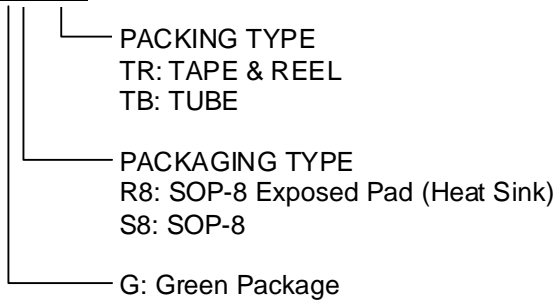 PACKING TYPE
TR: TAPE & REEL
TB: TUBE
PACKAGING TYPE
R8: SOP-8 Exposed Pad (Heat Sink)
S8: SOP-8
G: Green Package